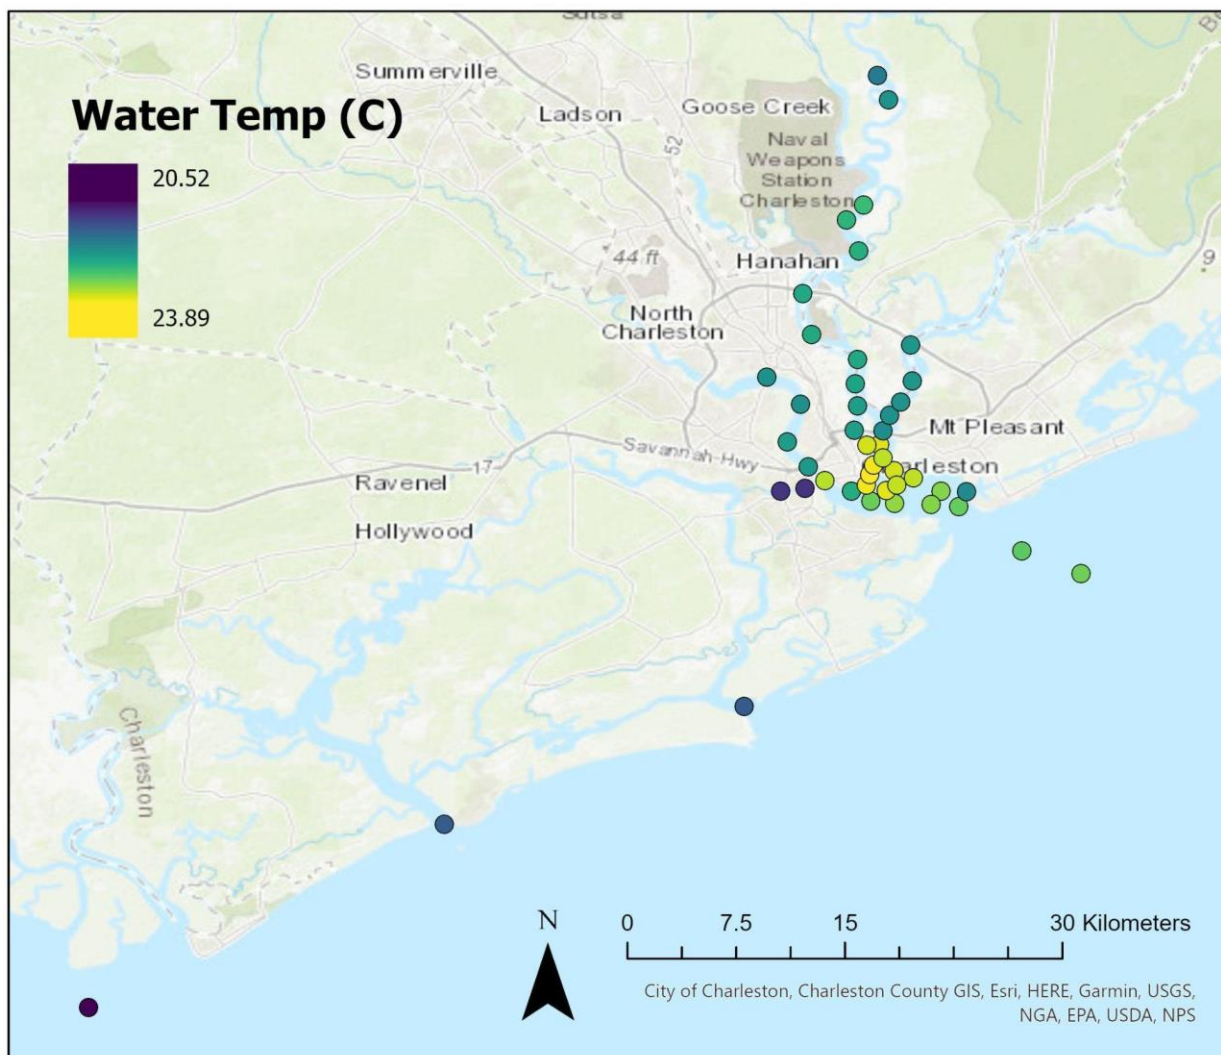 Summerville
Goose Creek
Ladson
Water Temp (C)
52
Naval
Weapons
Station
Charleston
20.52
23.89
44 ft
Hanahan
9
North
Charleston
Mt Pleasant
Savannah Hwy
17
Charleston
Ravenel
Hollywood
Charleston
N
0 7.5 15 30 Kilometers
City of Charleston, Charleston County GIS, Esri, HERE, Garmin, USGS,
NGA, EPA, USDA, NPS